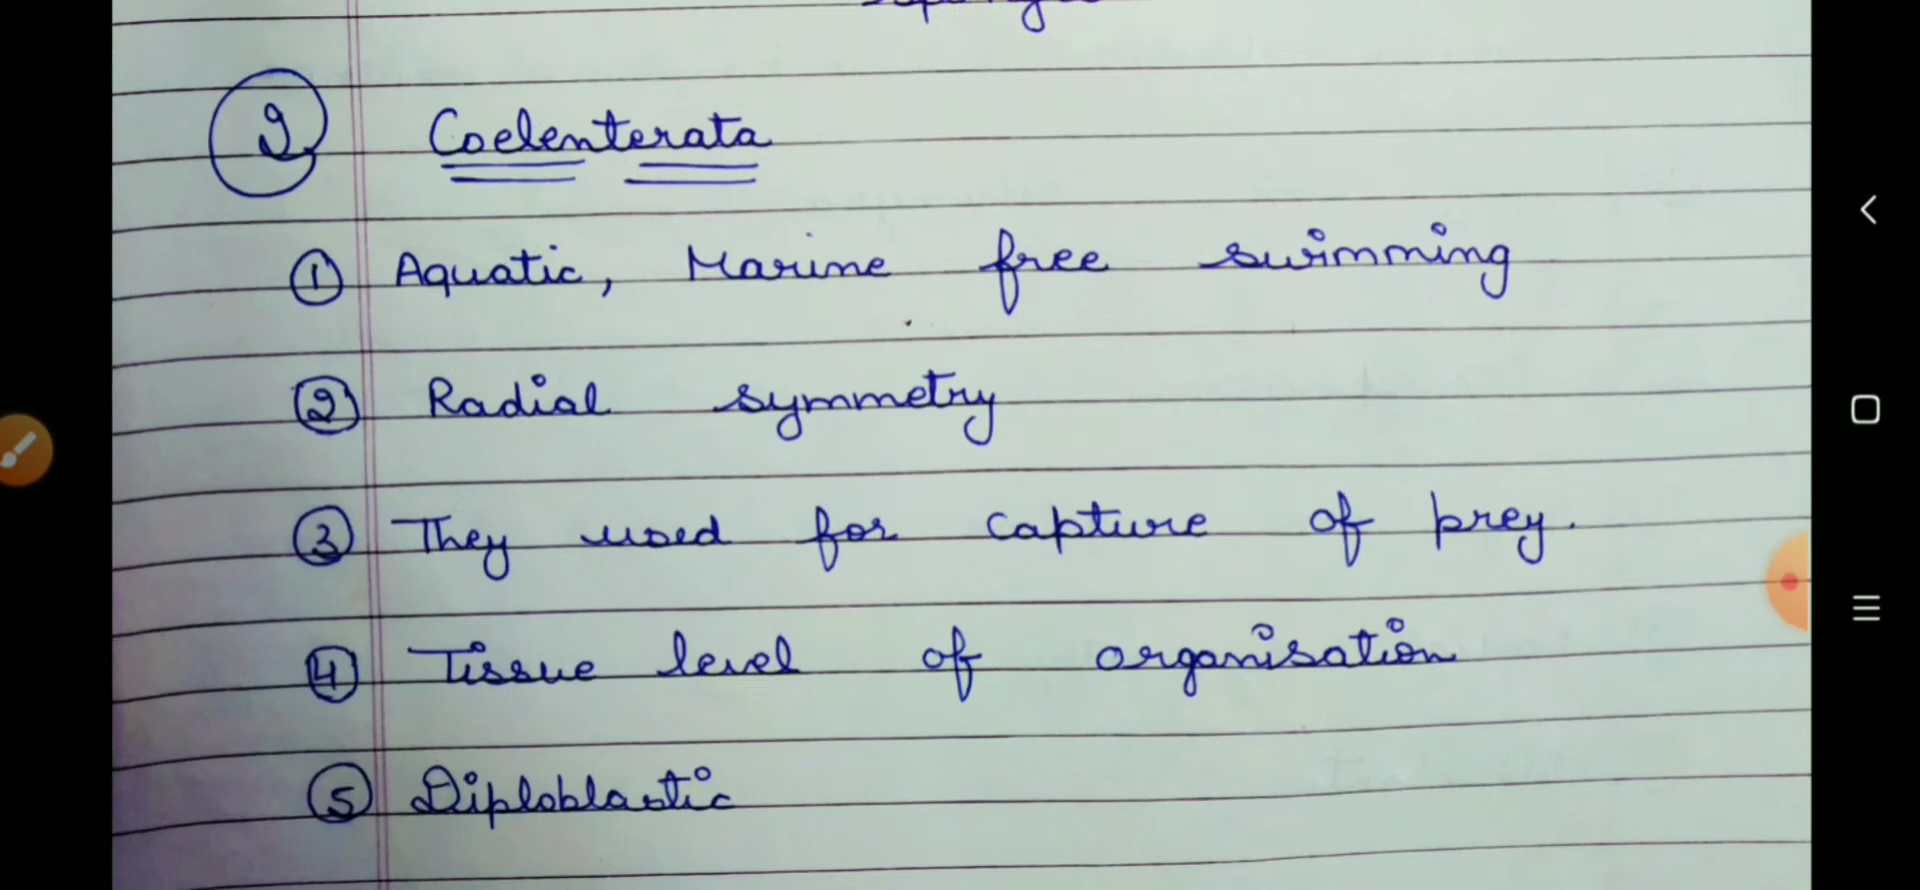 2 Coelenterata
1 Aquatic, Marine free swimming
2 Radial symmetry
3 They used for capture of prey.
4 Tissue level of organisation
5 Diploblastic